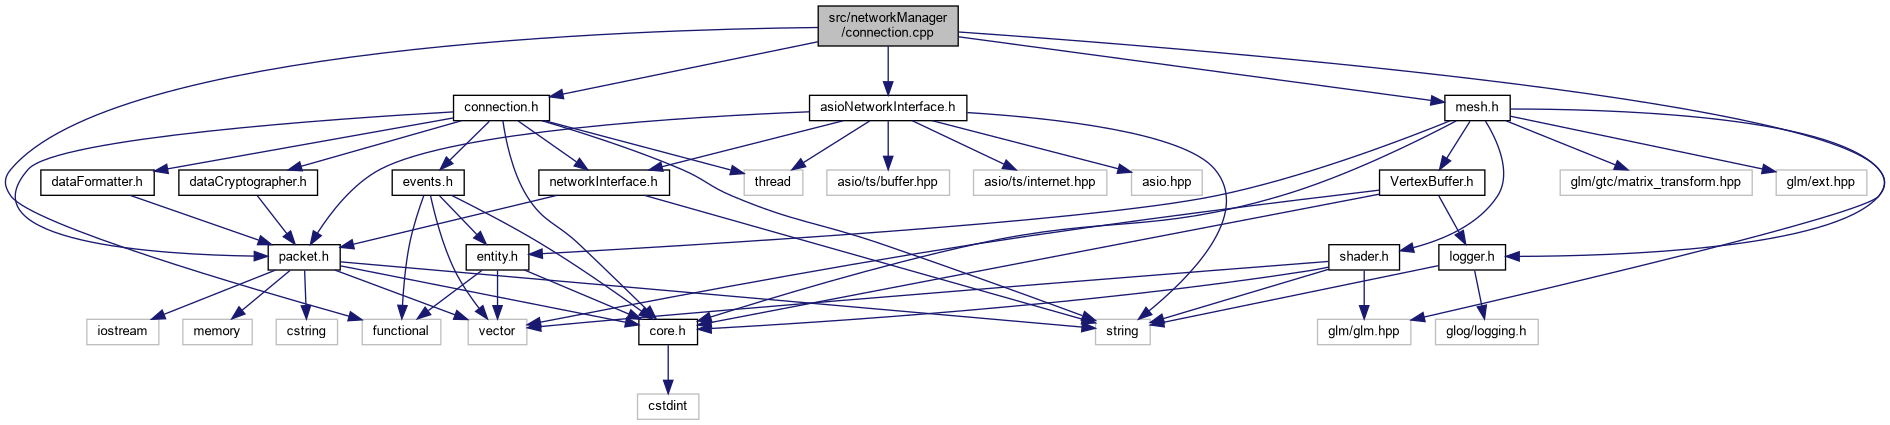 src/networkManager
/connection.cpp
connection.h
asioNetworkInterface.h
mesh.h
dataFormatter.h
dataCryptographer.h
events.h
networkInterface.h
thread
asio/ts/buffer.hpp
asio/ts/internet.hpp
asio.hpp
VertexBuffer.h
glm/gtc/matrix_transform.hpp
glm/ext.hpp
packet.h
entity.h
shader.h
logger.h
iostream
memory
cstring
functional
vector
core.h
string
glm/glm.hpp
glog/logging.h
cstdint